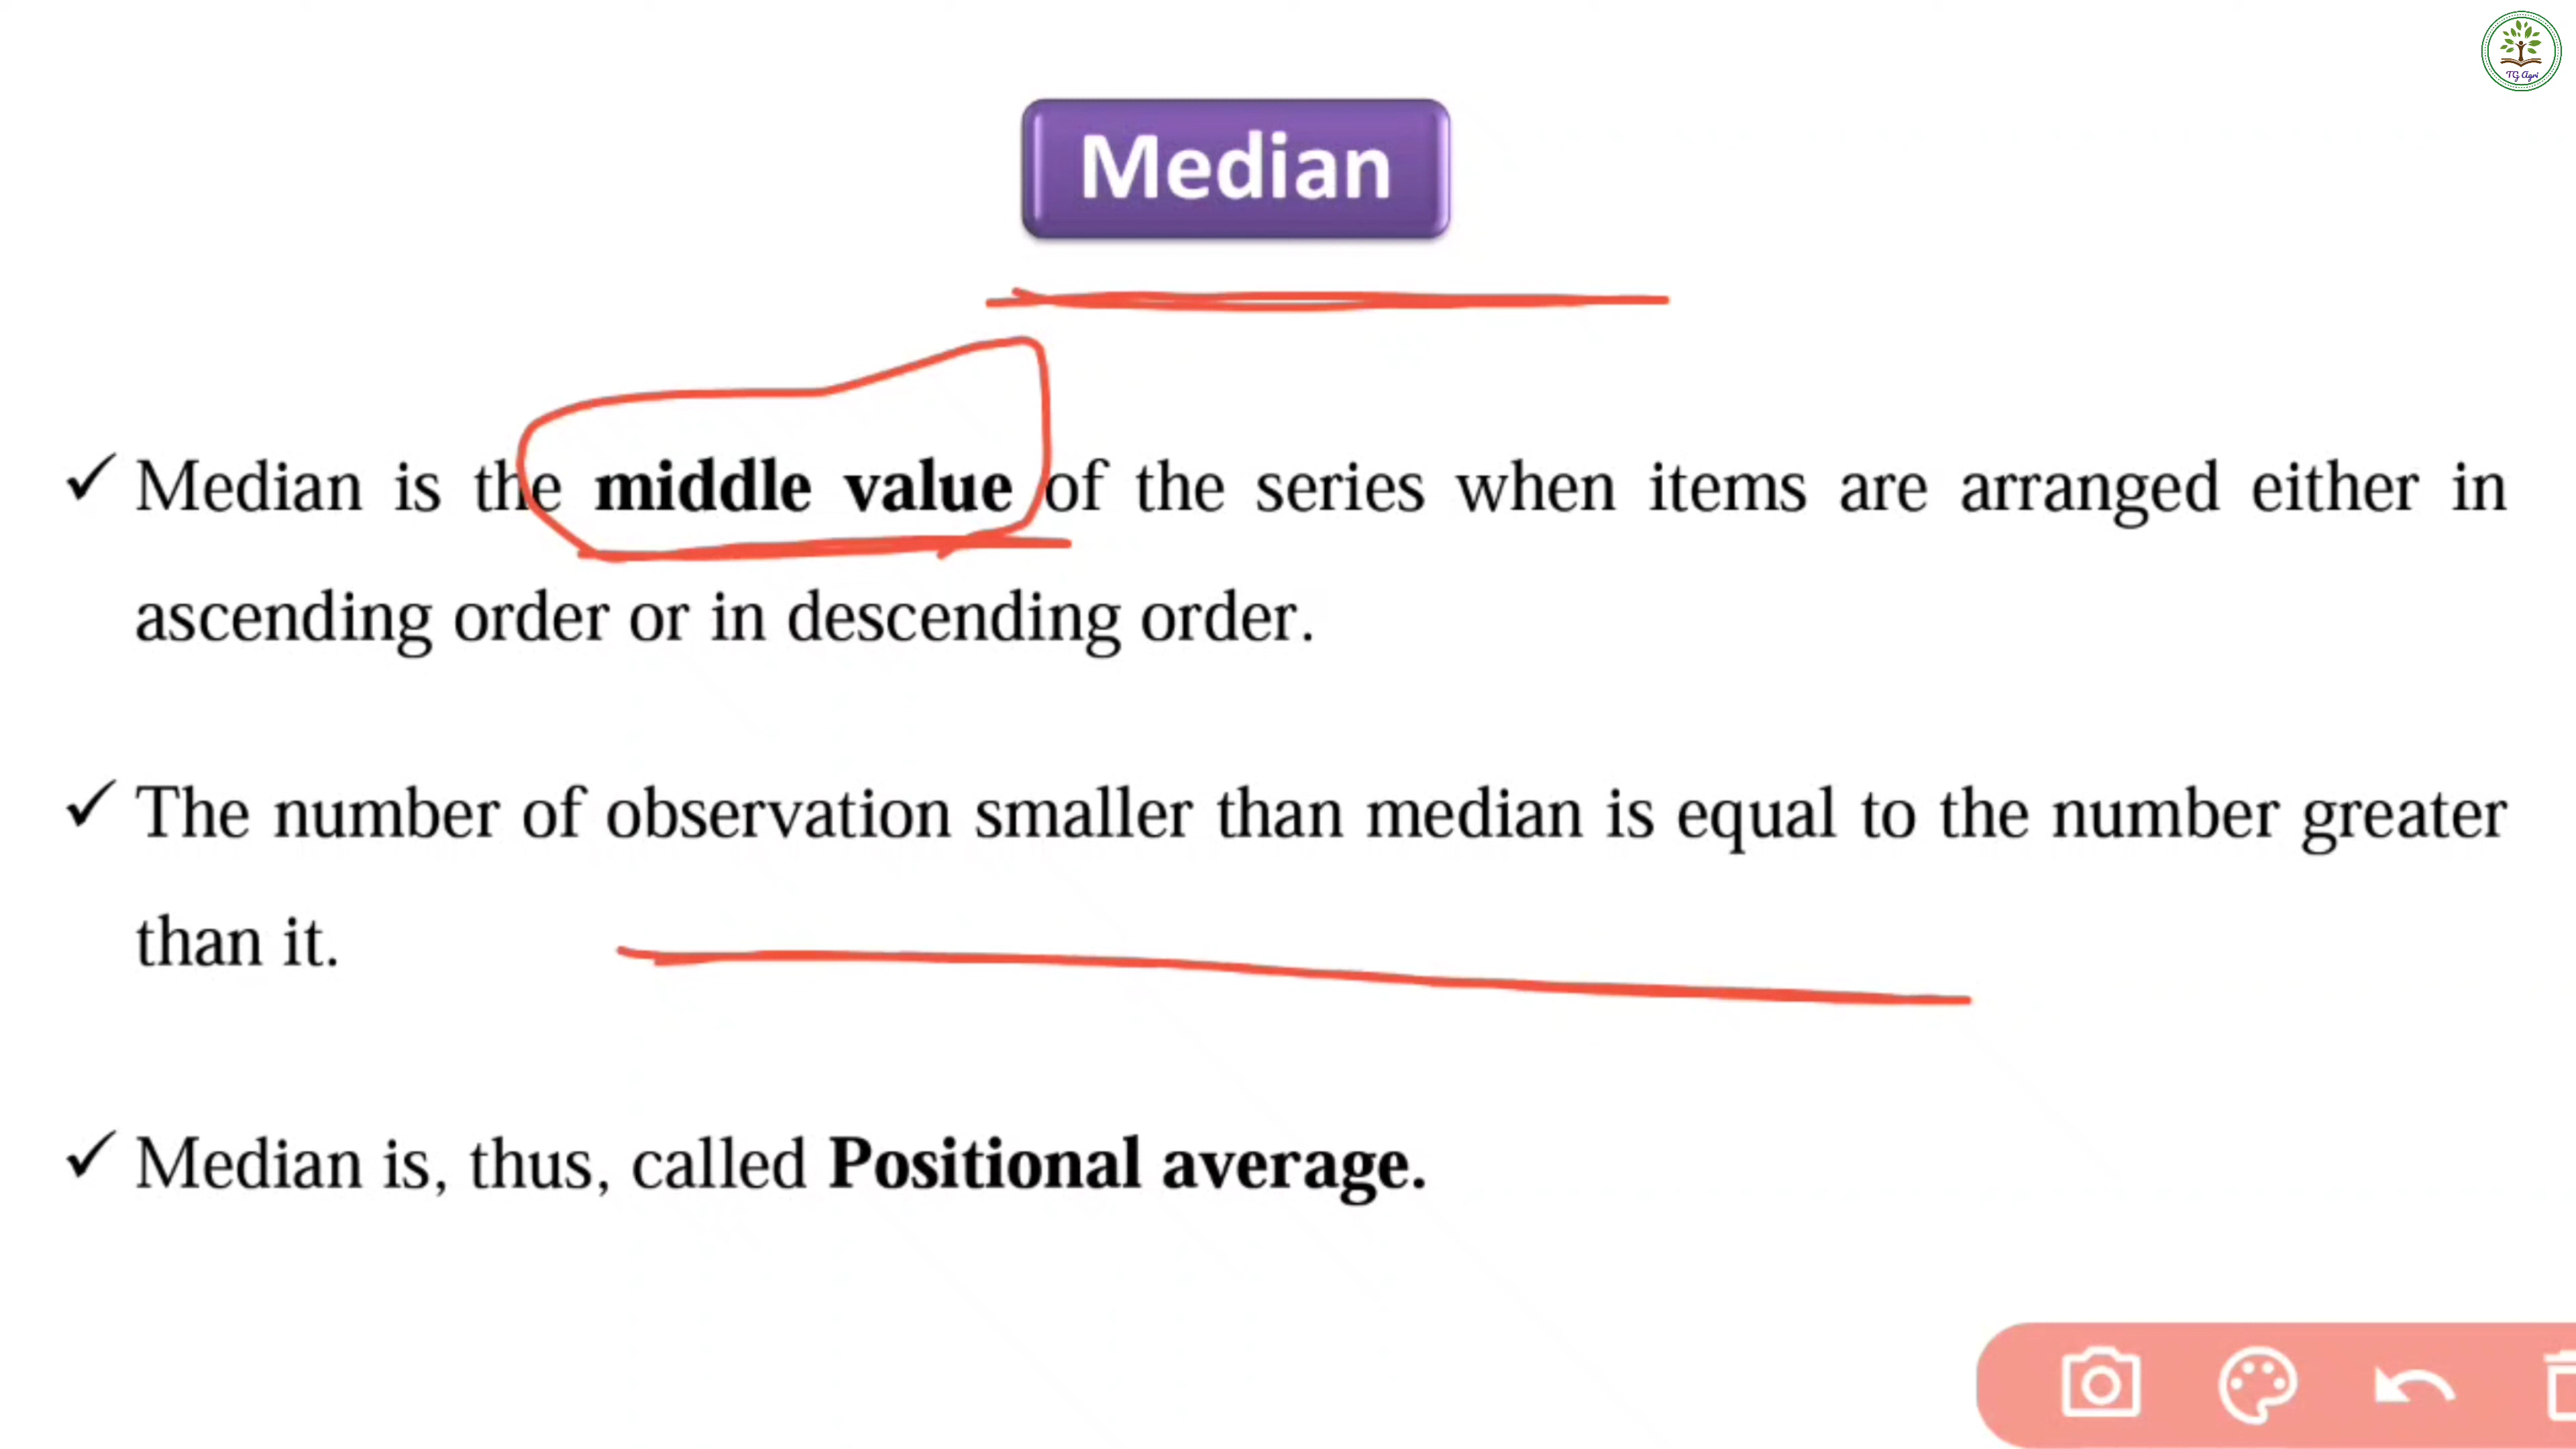 TG Agri
Median
✓ Median is the middle value of the series when items are arranged either in
ascending order or in descending order.
✓ The number of observation smaller than median is equal to the number greater
than it.
✓ Median is, thus, called Positional average.